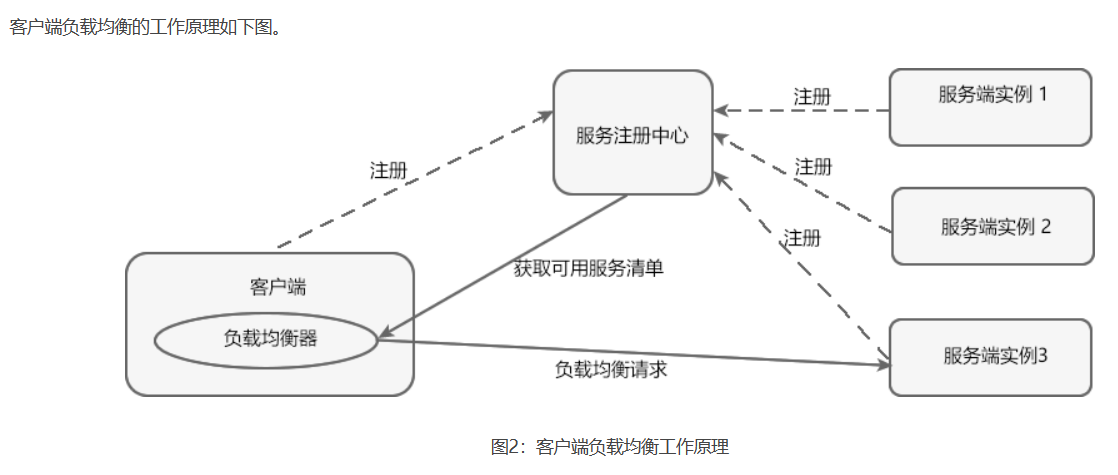 客户端负载均衡的工作原理如下图。
注册
服务端实例 1
服务注册中心
注册
注册
服务端实例 2
注册
获取可用服务清单
客户端
负载均衡器
服务端实例3
负载均衡请求
图2：客户端负载均衡工作原理